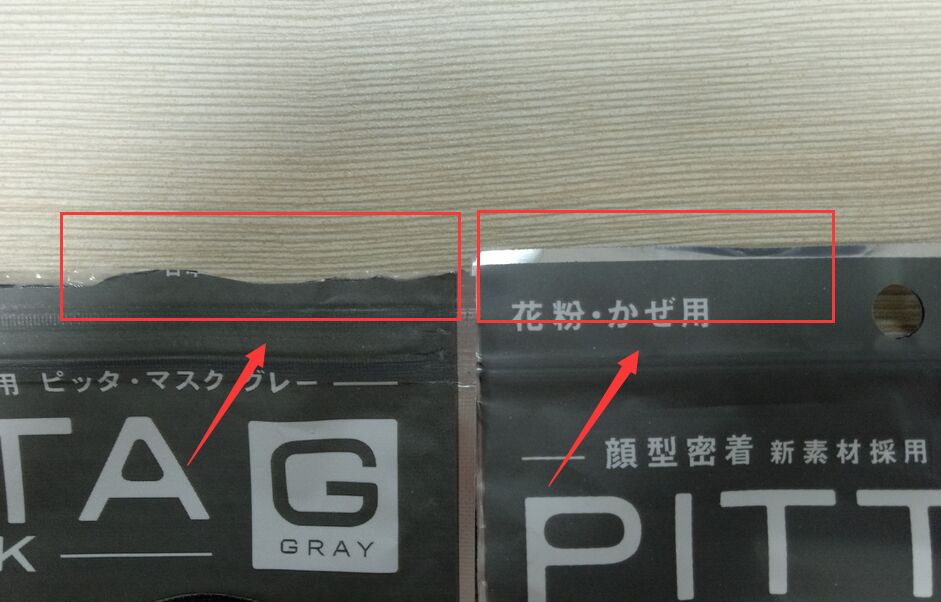 花粉・かぜ用
用 ピッタ・マスク グレー
TA
G
GRAY
K
顔型密着 新素材採用
PITT